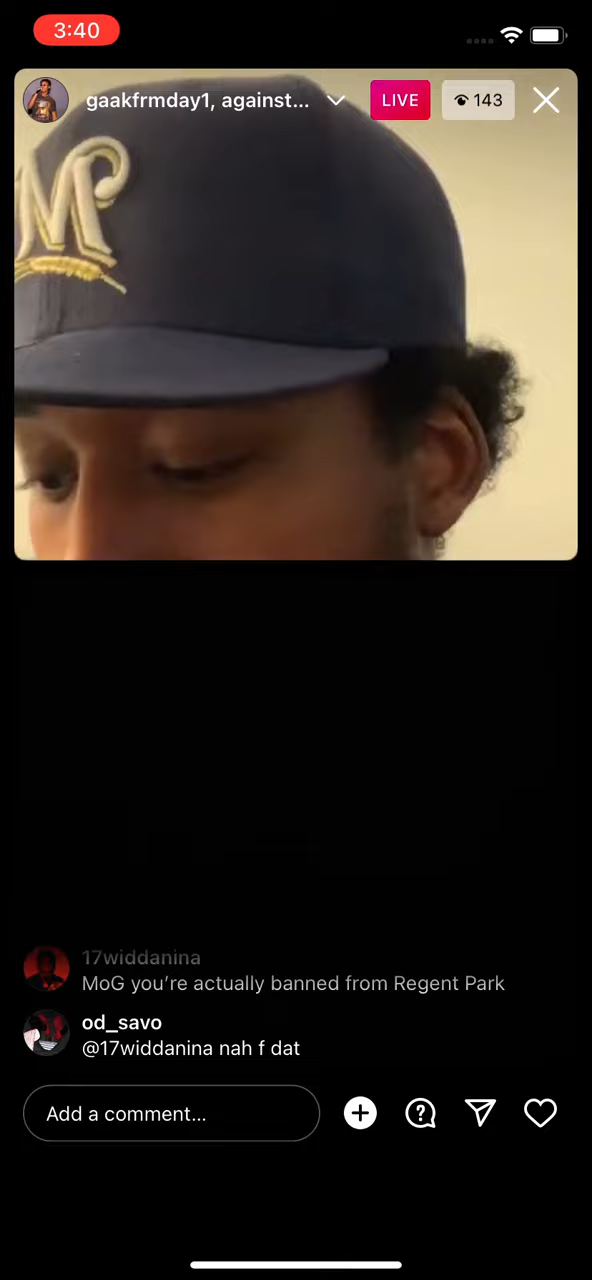 3:40
gaakfrmday1, against...
LIVE
143
M
17widdanina
MoG you're actually banned from Regent Park
od_savo
@17widdanina nah f dat
Add a comment...